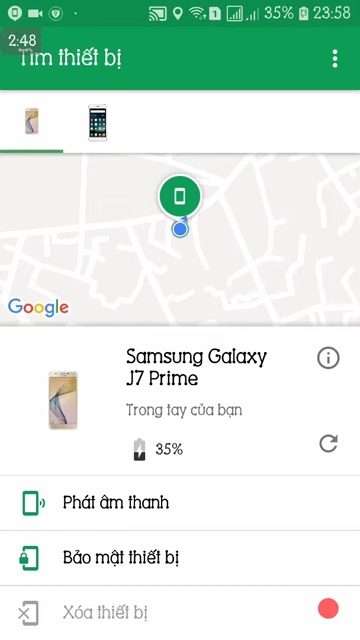 35% 23:58
2:48
Tìm thiết bị
Google
Samsung Galaxy
J7 Prime
Trong tay của bạn
35%
Phát âm thanh
Bảo mật thiết bị
Xóa thiết bị